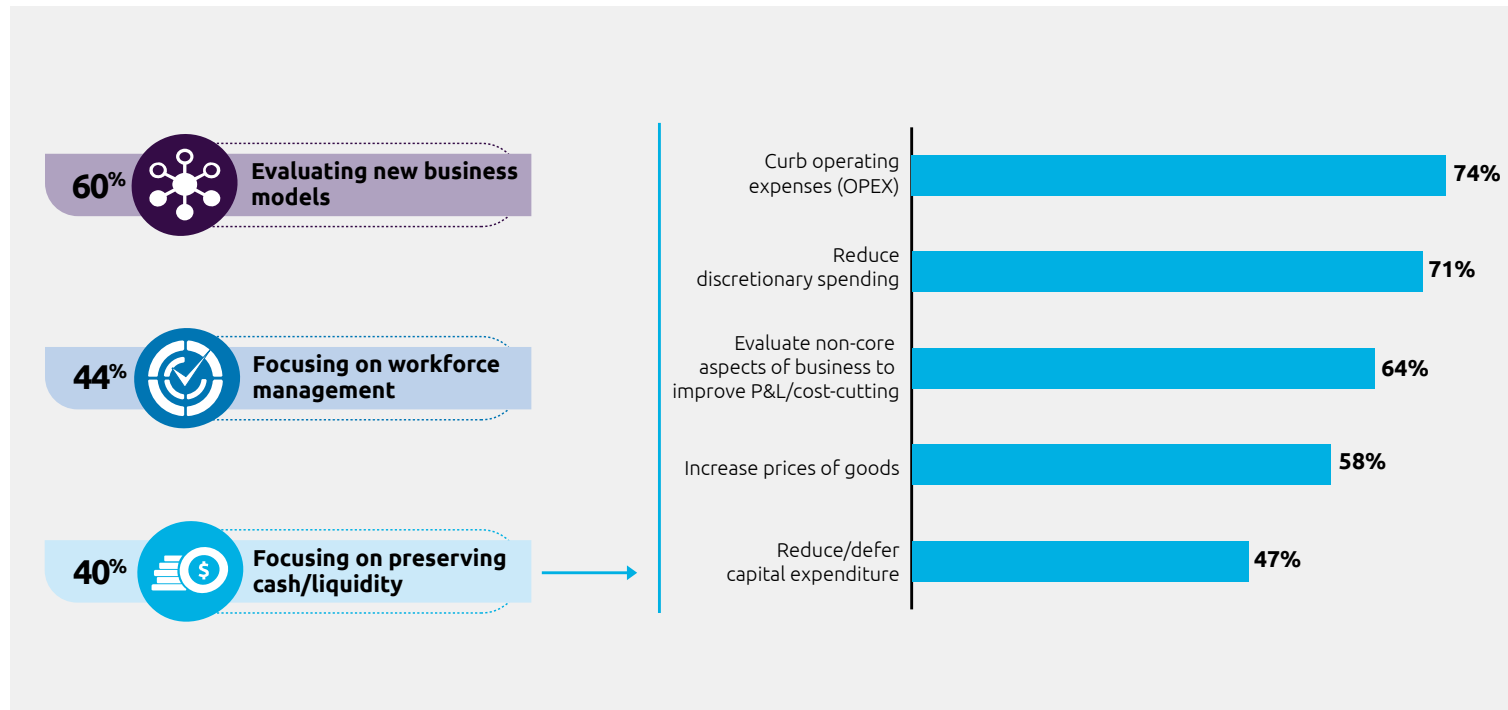 60%
Evaluating new business
models
44%
Focusing on workforce
management
40%
$
Focusing on preserving
cash/liquidity
Curb operating
expenses (OPEX)
74%
Reduce
discretionary spending
71%
Evaluate non-core
aspects of business to
improve P&L/cost-cutting
64%
Increase prices of goods
58%
Reduce/defer
capital expenditure
47%